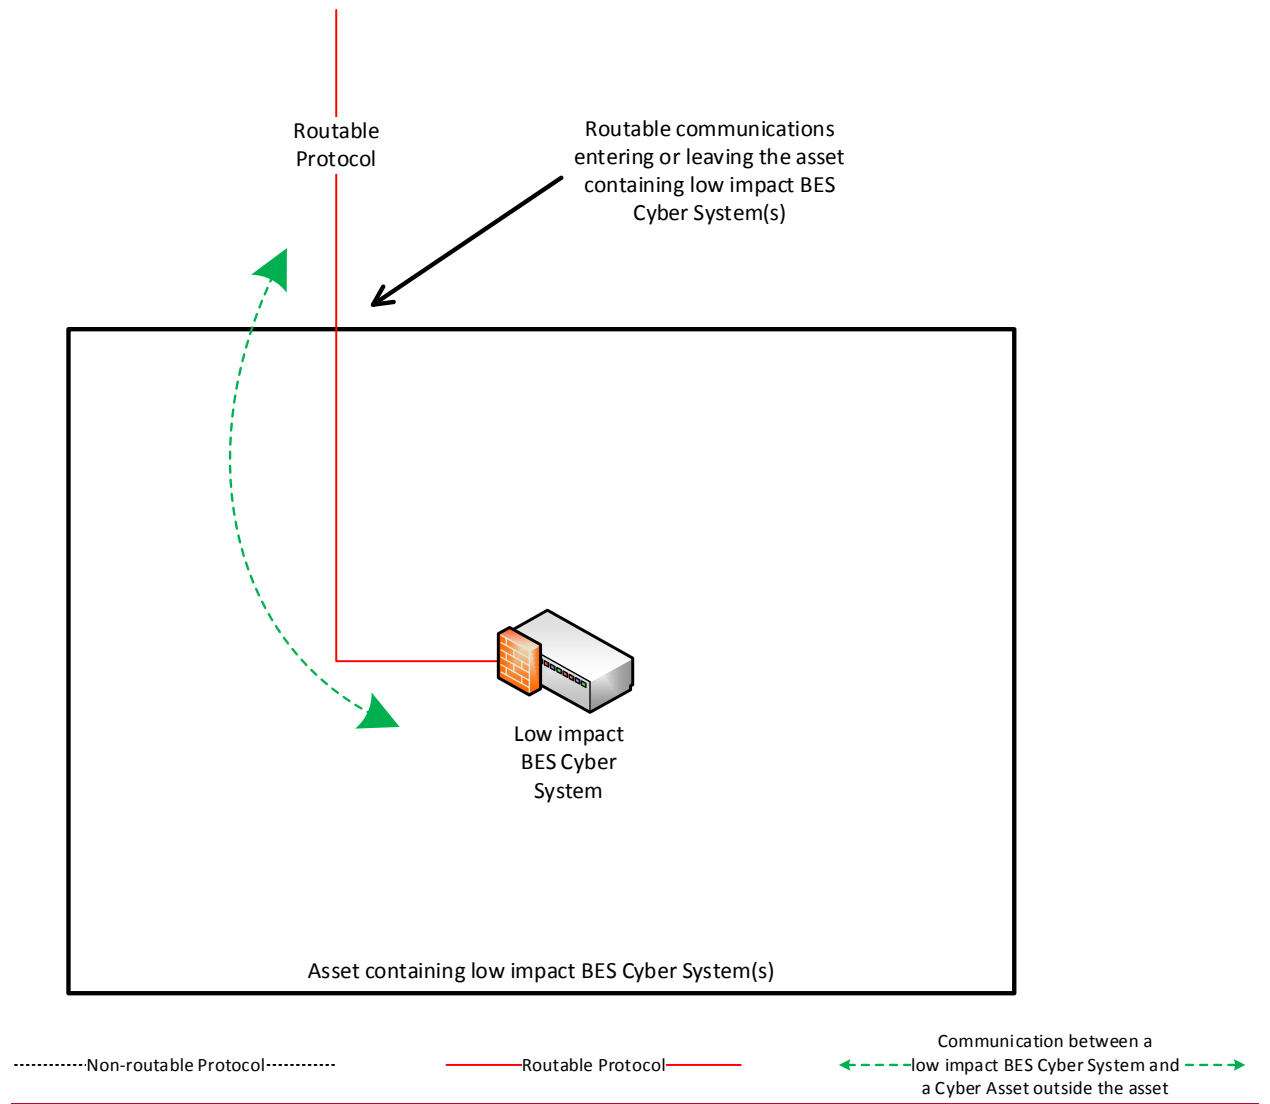 Routable
Protocol
Routable communications
entering or leaving the asset
containing low impact BES
Cyber System(s)
Low impact
BES Cyber
System
Asset containing low impact BES Cyber System(s)
Non-routable Protocol
Routable Protocol
Communication between a
low impact BES Cyber System and
a Cyber Asset outside the asset